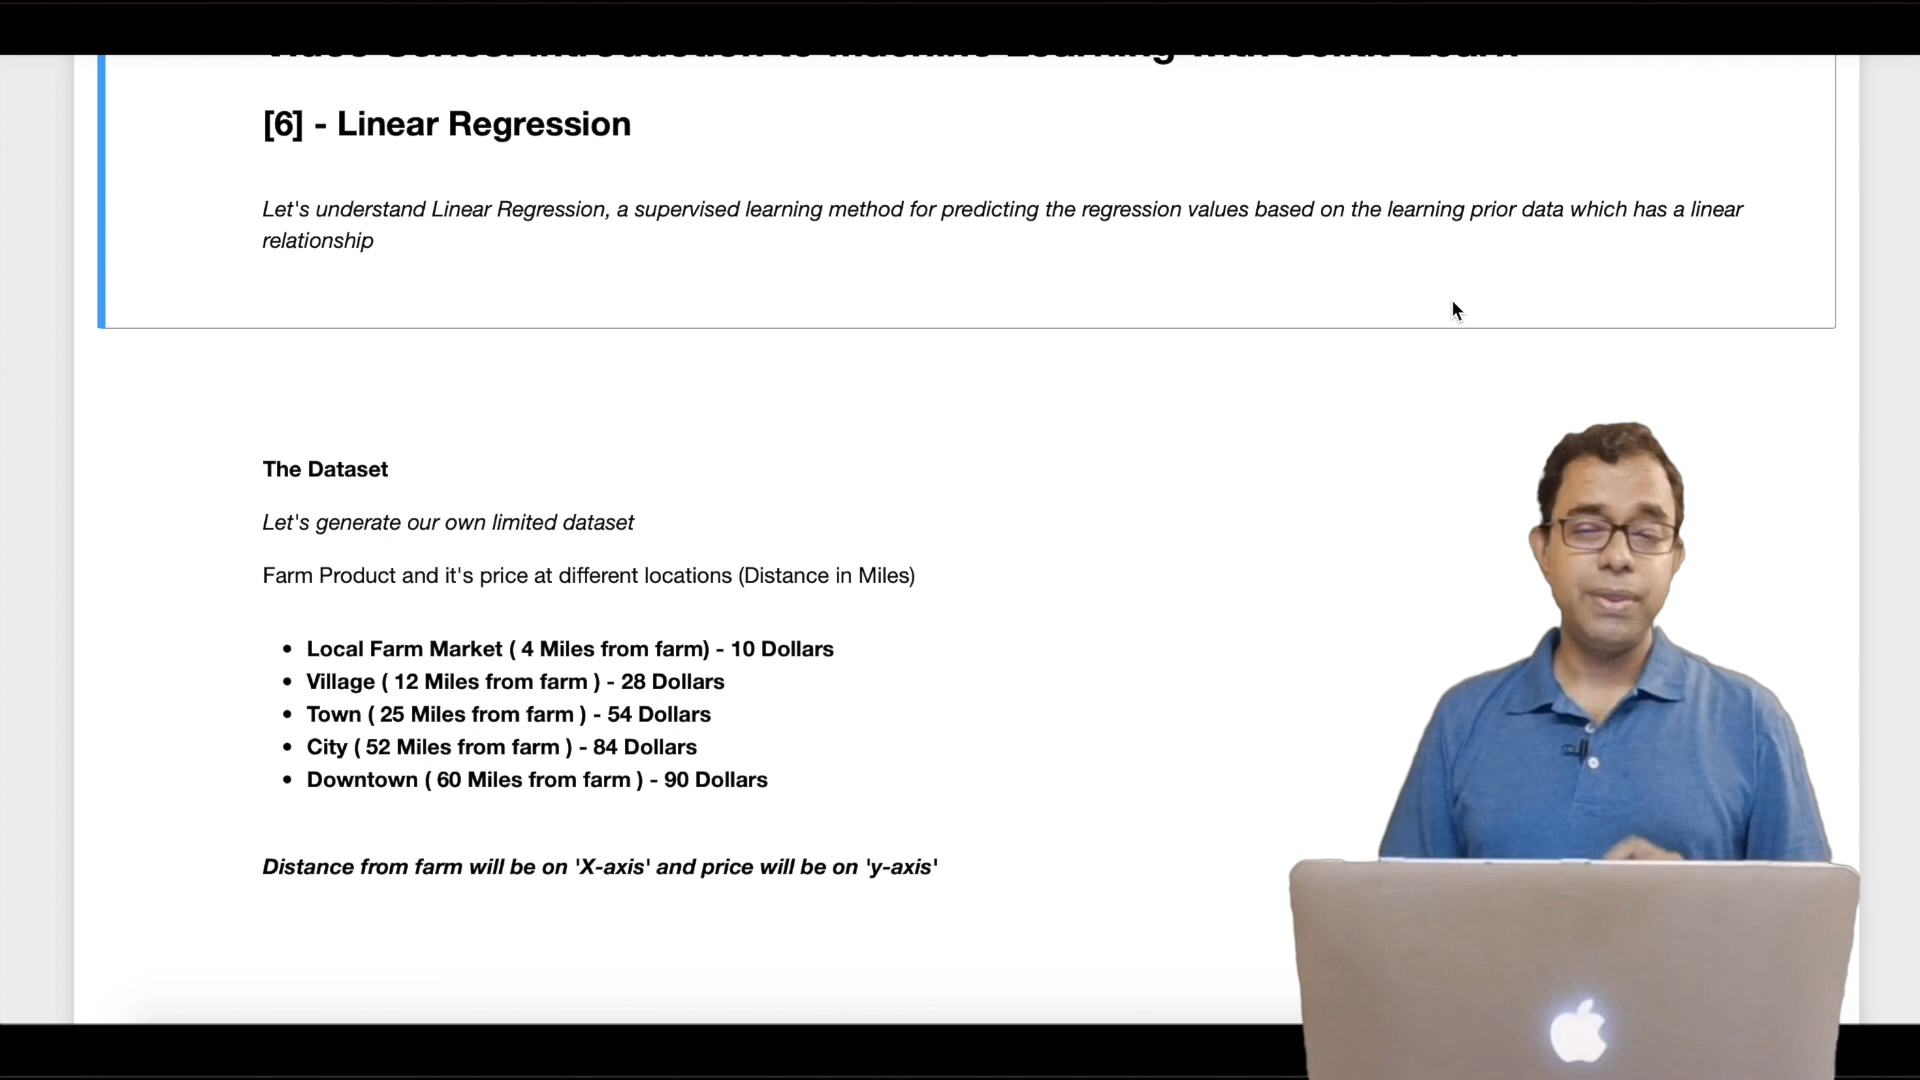 [6] - Linear Regression
Let's understand Linear Regression, a supervised learning method for predicting the regression values based on the learning prior data which has a linear
relationship
The Dataset
Let's generate our own limited dataset
Farm Product and it's price at different locations (Distance in Miles)
• Local Farm Market ( 4 Miles from farm) - 10 Dollars
• Village ( 12 Miles from farm ) - 28 Dollars
• Town ( 25 Miles from farm ) - 54 Dollars
• City ( 52 Miles from farm ) - 84 Dollars
• Downtown ( 60 Miles from farm ) - 90 Dollars
Distance from farm will be on 'X-axis' and price will be on 'y-axis'